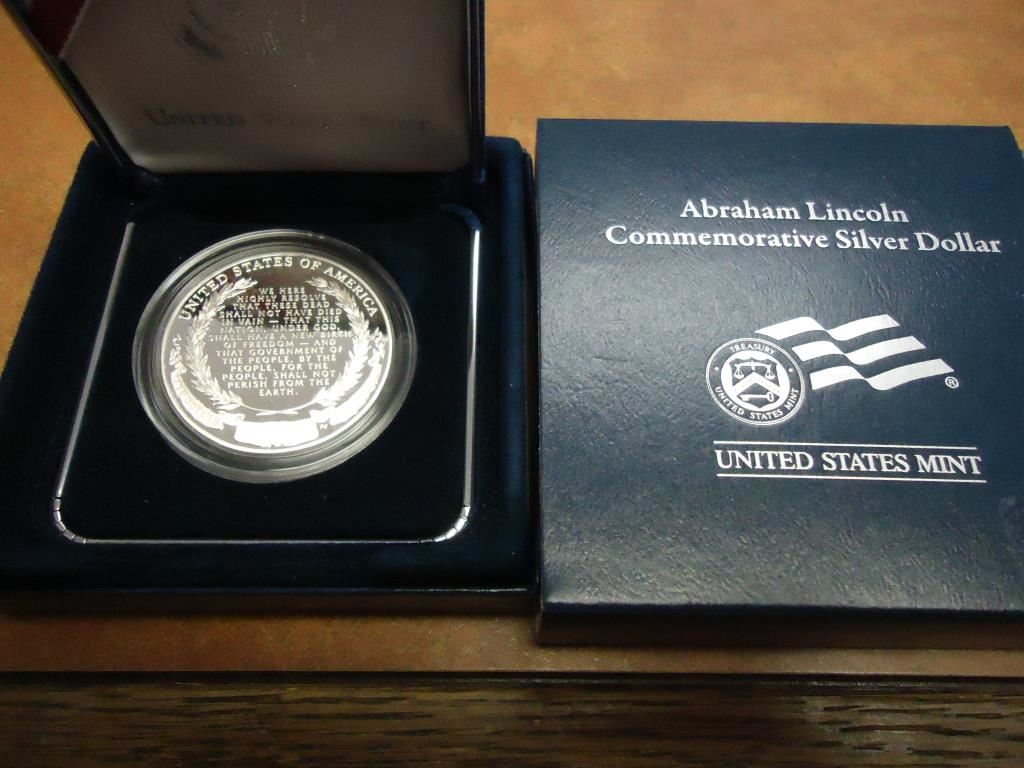 UNITED STATES MINT
UNITED STATES OF AMERICA
WE HERE
HIGHLY RESOLVE
THAT THESE DEAD
SHALL NOT HAVE DIED
IN VAIN — THAT THIS
NATION, UNDER GOD,
SHALL HAVE A NEW BIRTH
OF FREEDOM — AND
THAT GOVERNMENT OF
THE PEOPLE, BY THE
PEOPLE, FOR THE
PEOPLE, SHALL NOT
PERISH FROM THE
EARTH.
Abraham Lincoln
Commemorative Silver Dollar
TREASURY
UNITED STATES MINT
®
UNITED STATES MINT